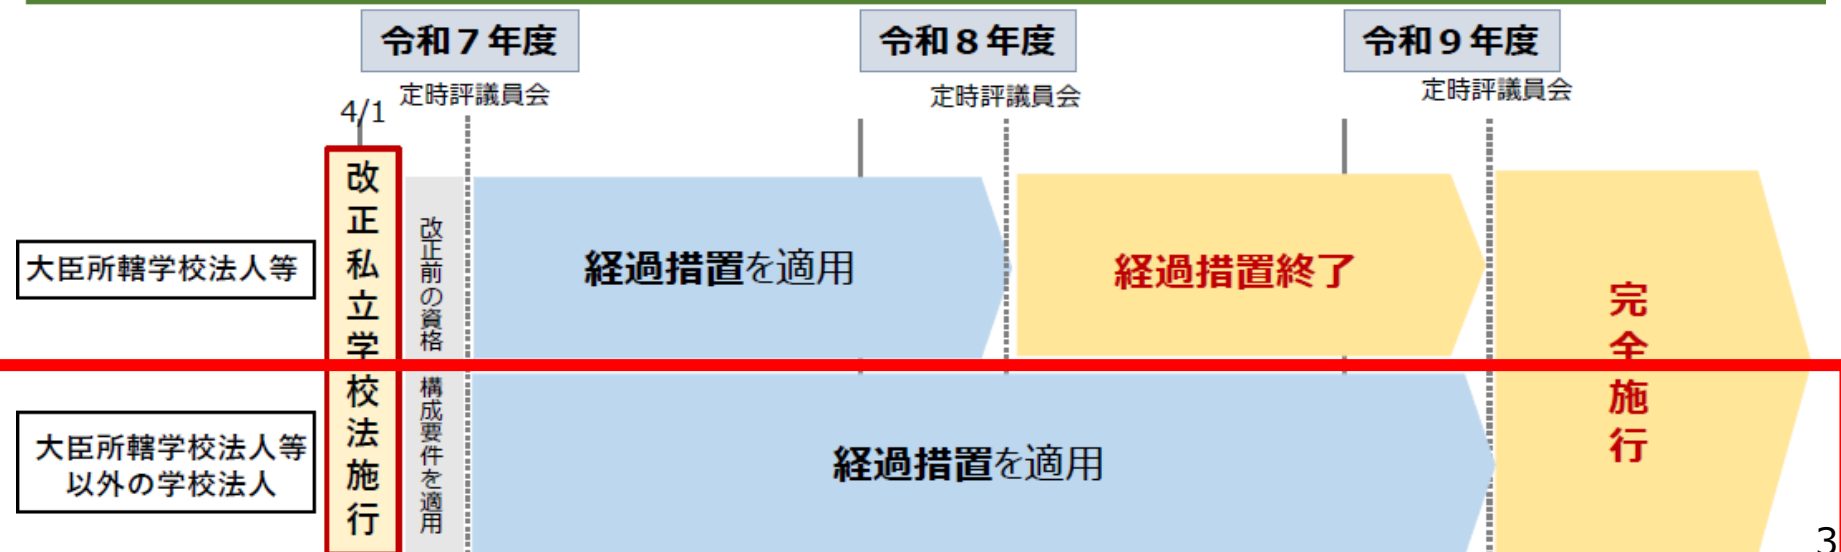 令和７年度
令和８年度
令和９年度
定時評議員会
定時評議員会
定時評議員会
4/1
改正私立学校法施行
改正前の資格 構成要件を適用
大臣所轄学校法人等
経過措置を適用
経過措置終了
完全施行
大臣所轄学校法人等
以外の学校法人
経過措置を適用
3